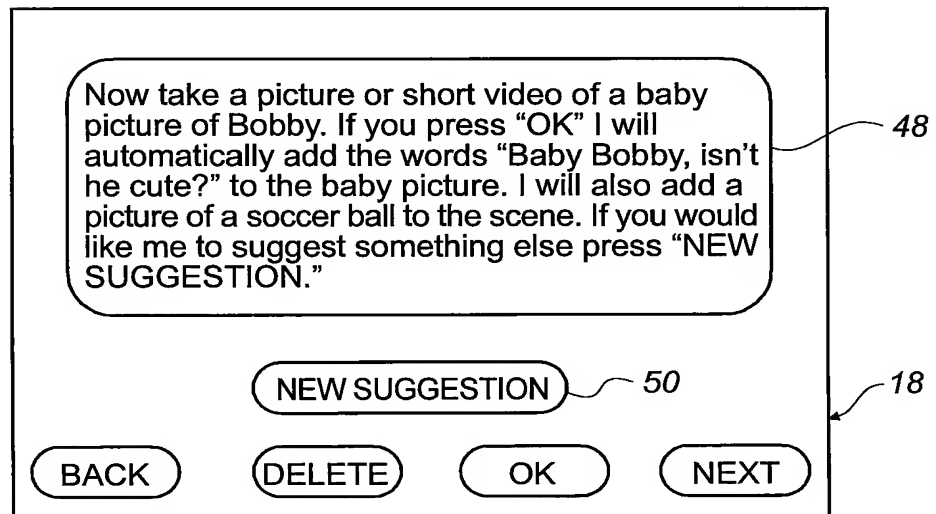 Now take a picture or short video of a baby
picture of Bobby. If you press “OK” I will
automatically add the words “Baby Bobby, isn't
he cute?” to the baby picture. I will also add a
picture of a soccer ball to the scene. If you would
like me to suggest something else press “NEW
SUGGESTION.”
48
NEW SUGGESTION
50
18
BACK
DELETE
OK
NEXT